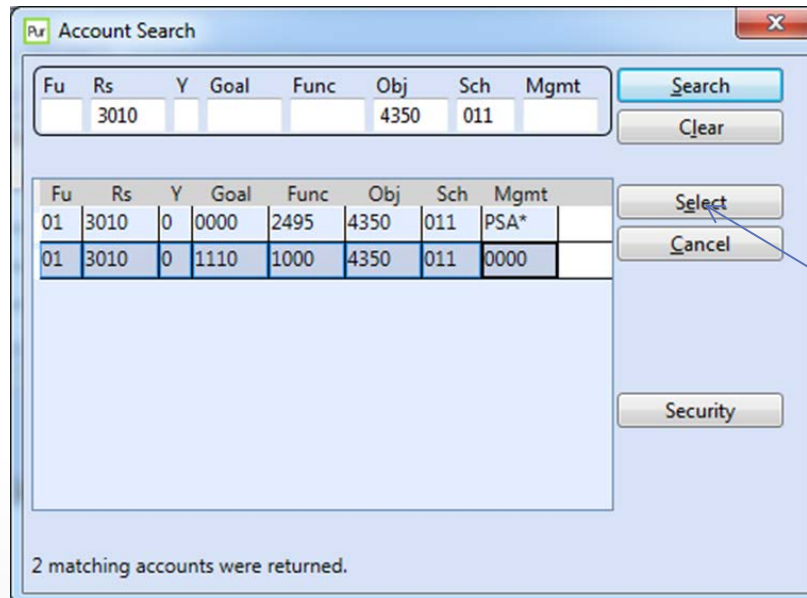 Pur Account Search
Fu Rs Y Goal Func Obj Sch Mgmt
3010 4350 011
Search
Clear
Fu Rs Y Goal Func Obj Sch Mgmt
01 3010 0 0000 2495 4350 011 PSA*
01 3010 0 1110 1000 4350 011 0000
Select
Cancel
Security
2 matching accounts were returned.